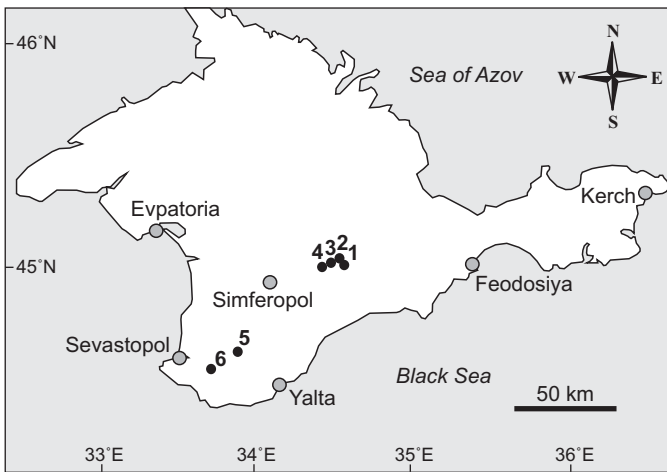 46°N
Sea of Azov
N
W E
S
Kerch
Evpatoria
45°N
4 3 2 1
Simferopol
Feodosiya
Sevastopol
5
6
Black Sea
Yalta
50 km
33°E 34°E 35°E 36°E